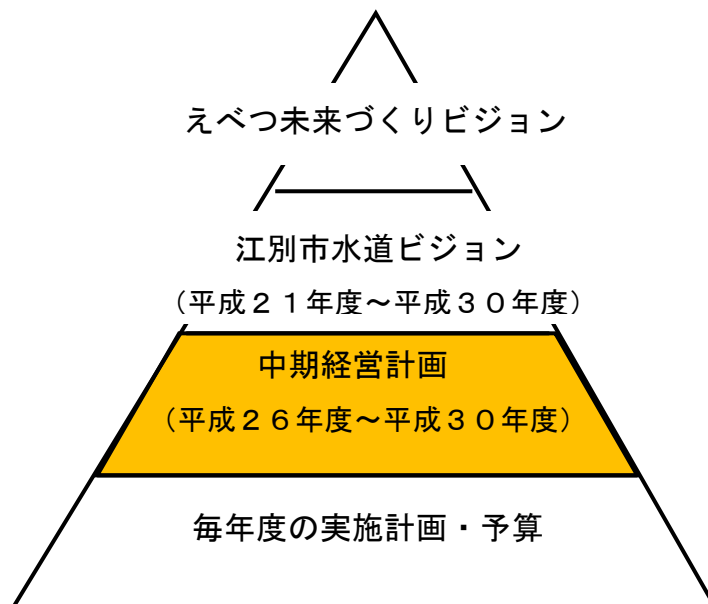 えべつ未来づくりビジョン
江別市水道ビジョン
（平成２１年度～平成３０年度）
中期経営計画
（平成２６年度～平成３０年度）
毎年度の実施計画・予算